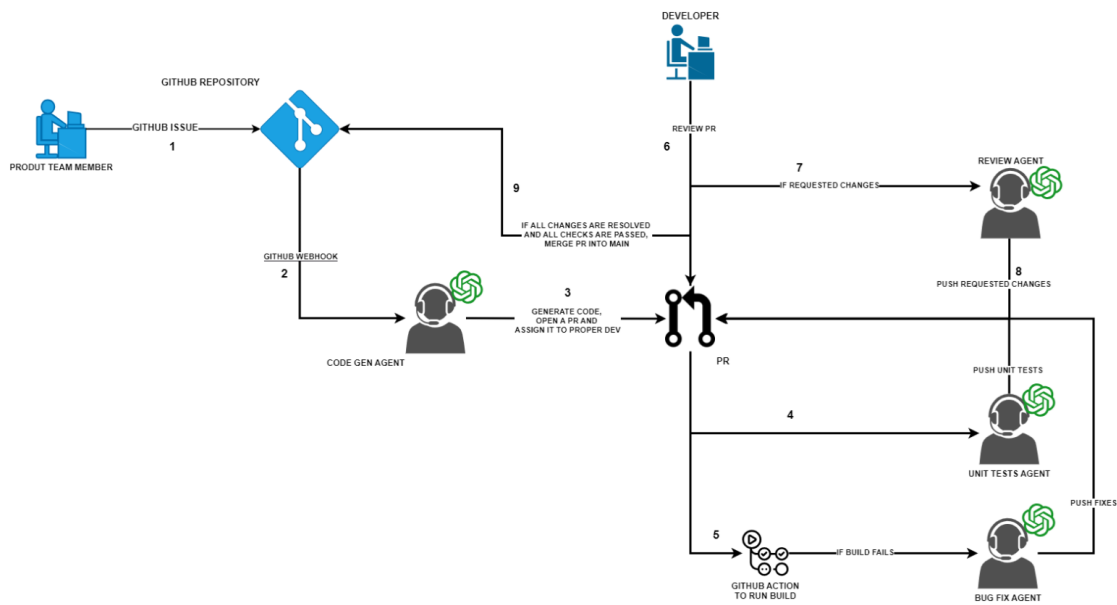 DEVELOPER
GITHUB REPOSITORY
GITHUB ISSUE
1
PRODUT TEAM MEMBER
REVIEW PR
6
7
IF REQUESTED CHANGES
REVIEW AGENT
9
IF ALL CHANGES ARE RESOLVED
AND ALL CHECKS ARE PASSED,
MERGE PR INTO MAIN
GITHUB WEBHOOK
2
8
PUSH REQUESTED CHANGES
3
GENERATE CODE,
OPEN A PR AND
ASSIGN IT TO PROPER DEV
CODE GEN AGENT
PR
PUSH UNIT TESTS
4
UNIT TESTS AGENT
PUSH FIXES
5
IF BUILD FAILS
GITHUB ACTION
TO RUN BUILD
BUG FIX AGENT